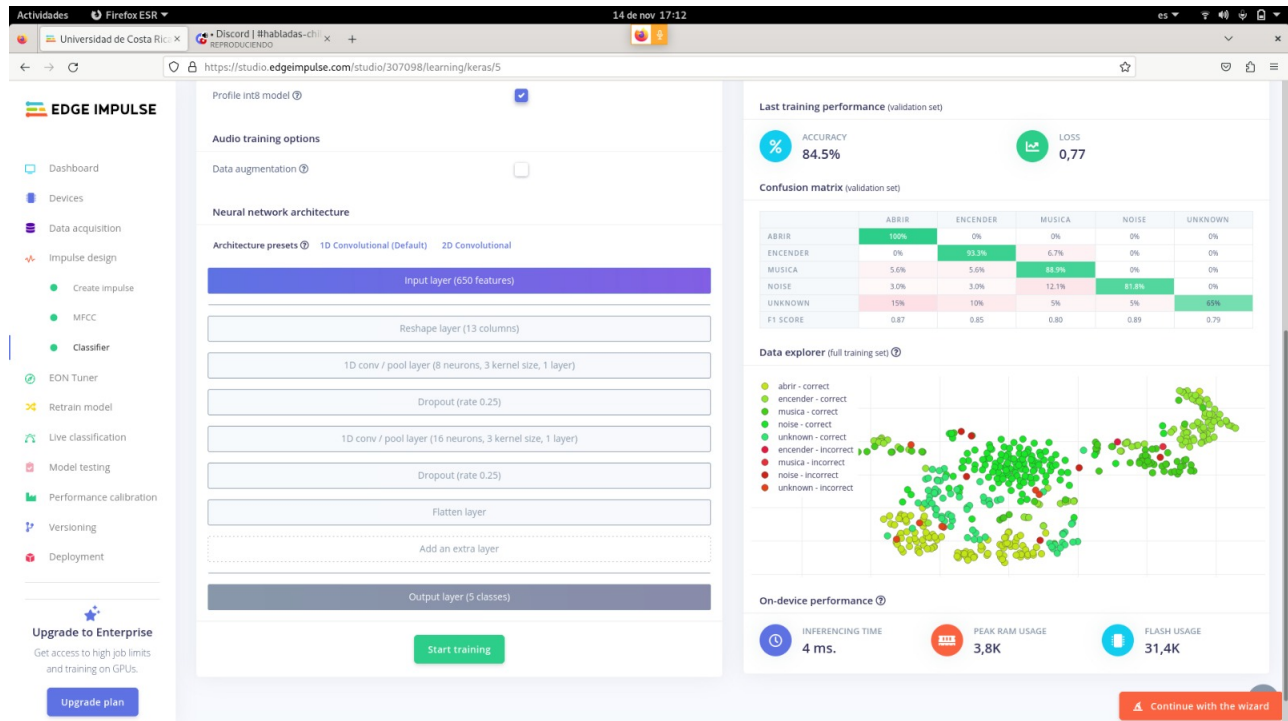 Actividades
Firefox ESR
14 de nov 17:12
es
Universidad de Costa Rica
• Discord | #habladas-chi
REPRODUCIENDO
https://studio.edgeimpulse.com/studio/307098/learning/keras/5
EDGE IMPULSE
Dashboard
Devices
Data acquisition
Impulse design
Create impulse
MFCC
Classifier
EON Tuner
Retrain model
Live classification
Model testing
Performance calibration
Versioning
Deployment
Upgrade to Enterprise
Get access to high job limits
and training on GPUs.
Upgrade plan
Profile int8 model
Audio training options
Data augmentation
Neural network architecture
Architecture presets 1D Convolutional (Default) 2D Convolutional
Input layer (650 features)
Reshape layer (13 columns)
1D conv / pool layer (8 neurons, 3 kernel size, 1 layer)
Dropout (rate 0.25)
1D conv / pool layer (16 neurons, 3 kernel size, 1 layer)
Dropout (rate 0.25)
Flatten layer
Add an extra layer
Output layer (5 classes)
Start training
Last training performance (validation set)
% ACCURACY
84.5%
LOSS
0,77
Confusion matrix (validation set)
ABRIR ENCENDER MUSICA NOISE UNKNOWN
ABRIR 100% 0% 0% 0% 0%
ENCENDER 0% 93.3% 6.7% 0% 0%
MUSICA 5.6% 5.6% 88.9% 0% 0%
NOISE 3.0% 3.0% 12.1% 81.8% 0%
UNKNOWN 15% 10% 5% 5% 65%
F1 SCORE 0.87 0.85 0.80 0.89 0.79
Data explorer (full training set)
abrir - correct
encender - correct
musica - correct
noise - correct
unknown - correct
encender - incorrect
musica - incorrect
noise - incorrect
unknown - incorrect
On-device performance
INFERENCING TIME
4 ms.
PEAK RAM USAGE
3,8K
FLASH USAGE
31,4K
Continue with the wizard